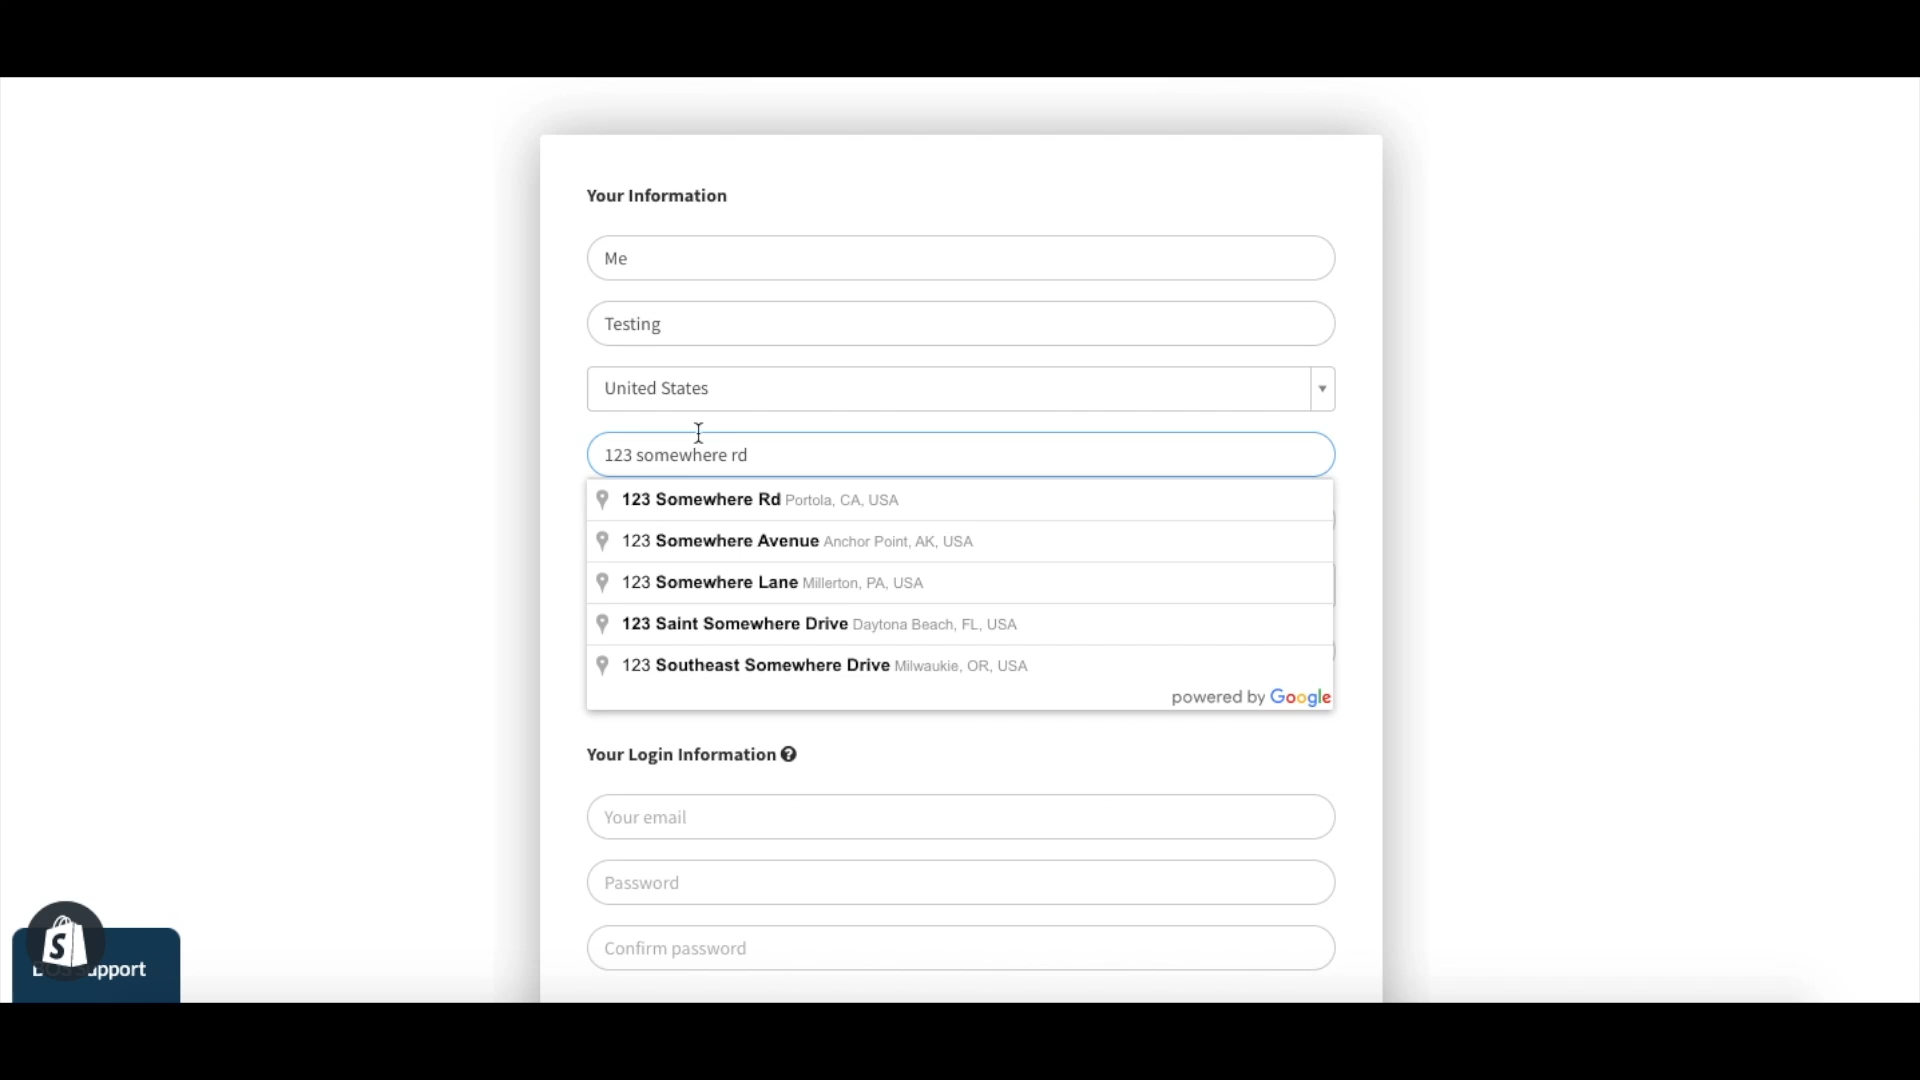 Your Information
Me
Testing
United States
123 somewhere rd
123 Somewhere Rd Portola, CA, USA
123 Somewhere Avenue Anchor Point, AK, USA
123 Somewhere Lane Millerton, PA, USA
123 Saint Somewhere Drive Daytona Beach, FL, USA
123 Southeast Somewhere Drive Milwaukie, OR, USA
powered by Google
Your Login Information
Your email
Password
Confirm password